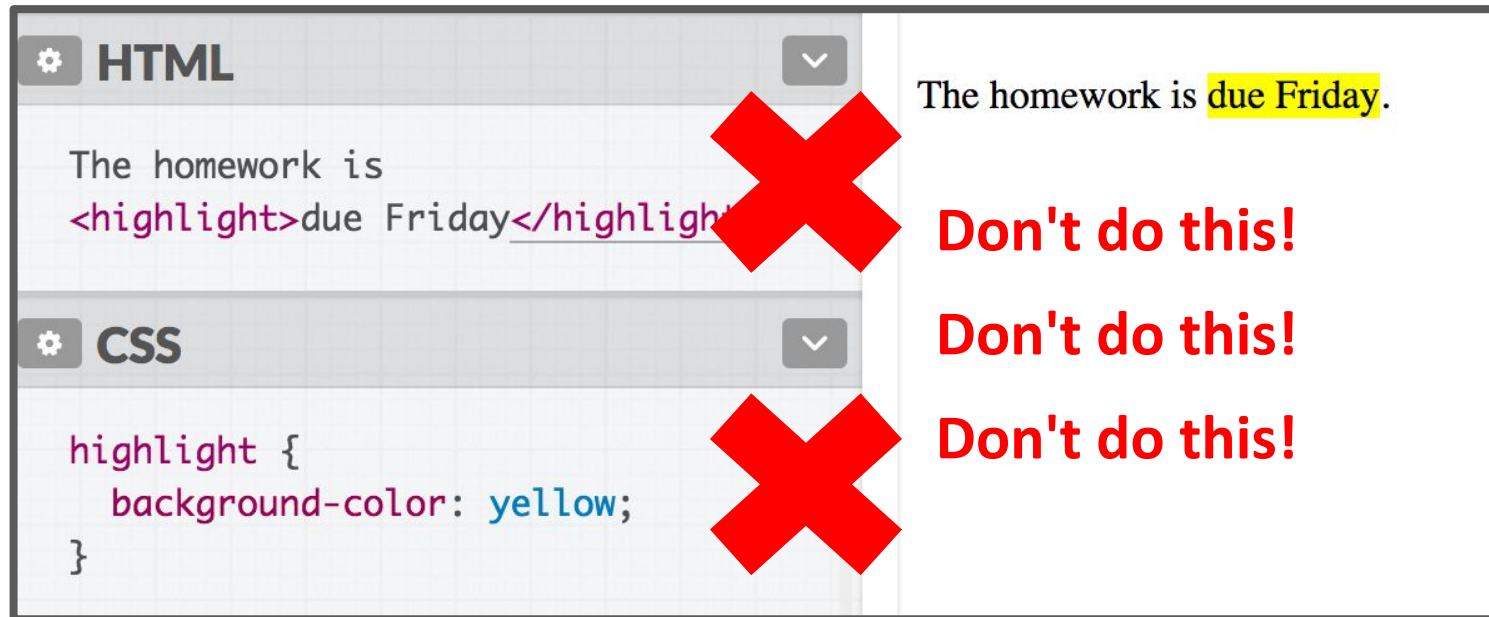 HTML
The homework is
<highlight>due Friday</highligh
CSS
highlight {
background-color: yellow;
}
The homework is due Friday.
Don't do this!
Don't do this!
Don't do this!